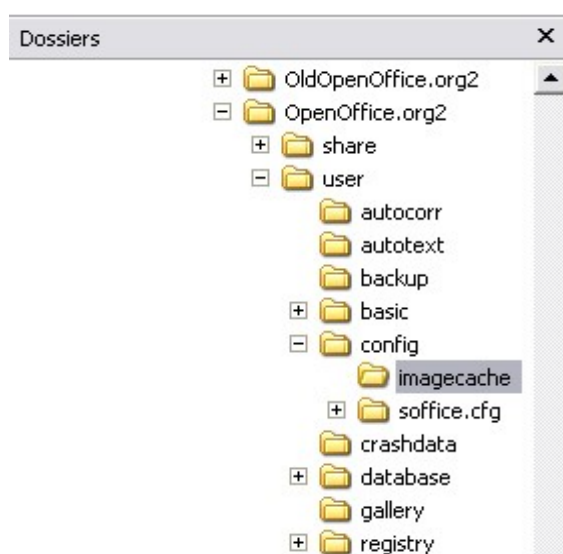 Dossiers
OldOpenOffice.org2
OpenOffice.org2
share
user
autocorr
autotext
backup
basic
config
imagecache
soffice.cfg
crashdata
database
gallery
registry